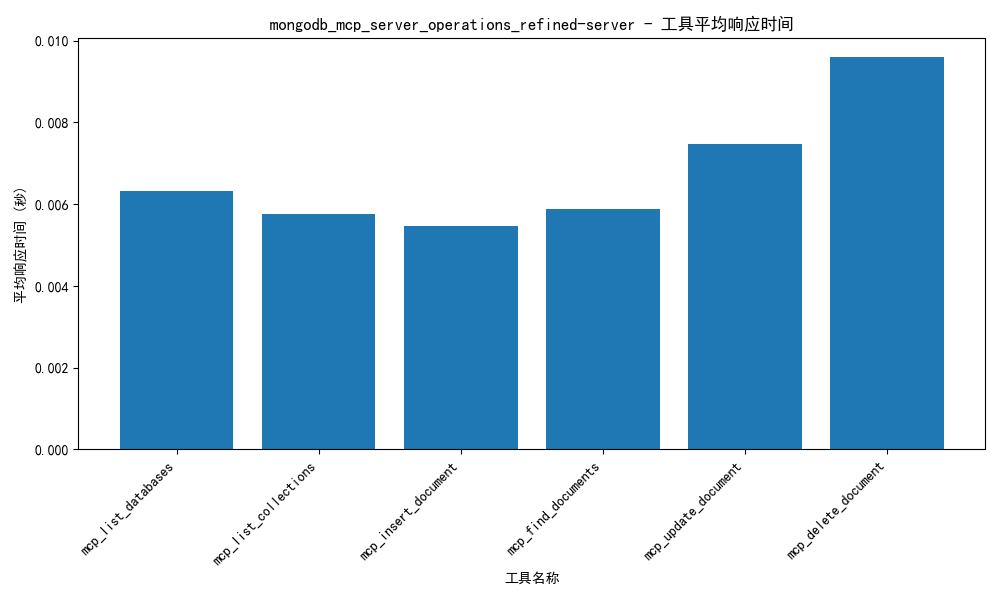 mongodb_mcp_server_operations_refined-server - 工具平均响应时间
平均响应时间 (秒)
0.010
0.008
0.006
0.004
0.002
0.000
mcp_list_databases
mcp_list_collections
mcp_insert_document
mcp_find_documents
mcp_update_document
mcp_delete_document
工具名称